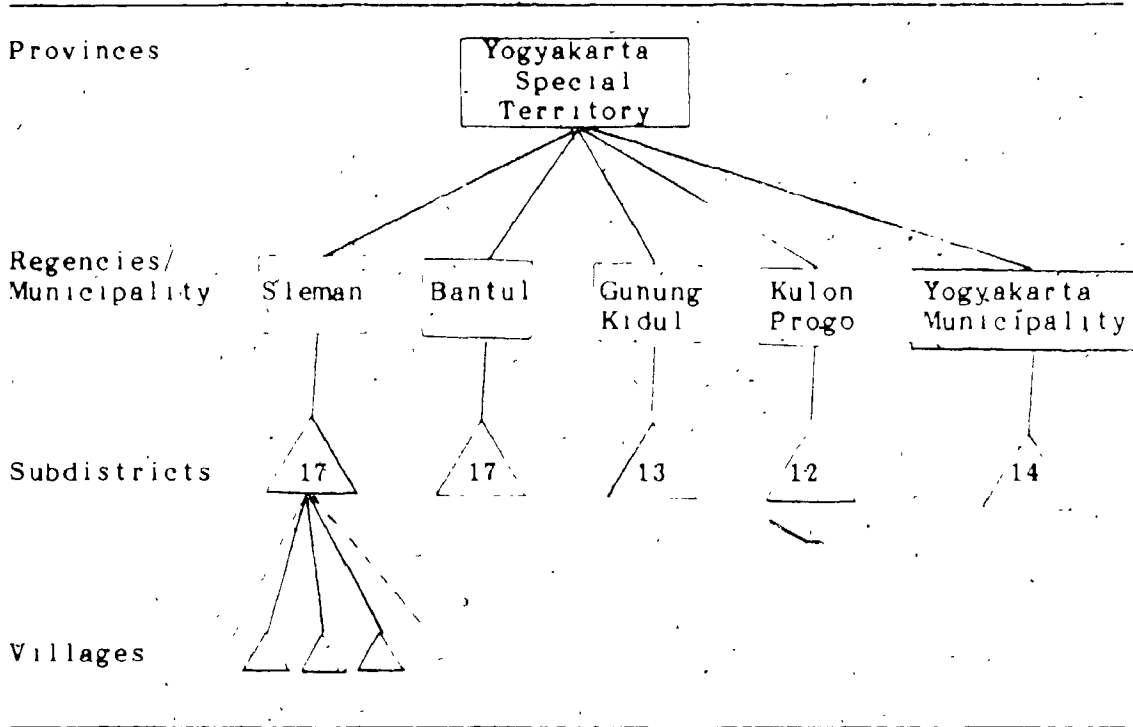 Provinces
Yogyakarta
Special
Territory
Regencies/
Municipality
Sleman
Bantul
Gunung
Kidul
Kulon
Progo
Yogyakarta
Municipality
Subdistricts
17
17
13
12
14
Villages